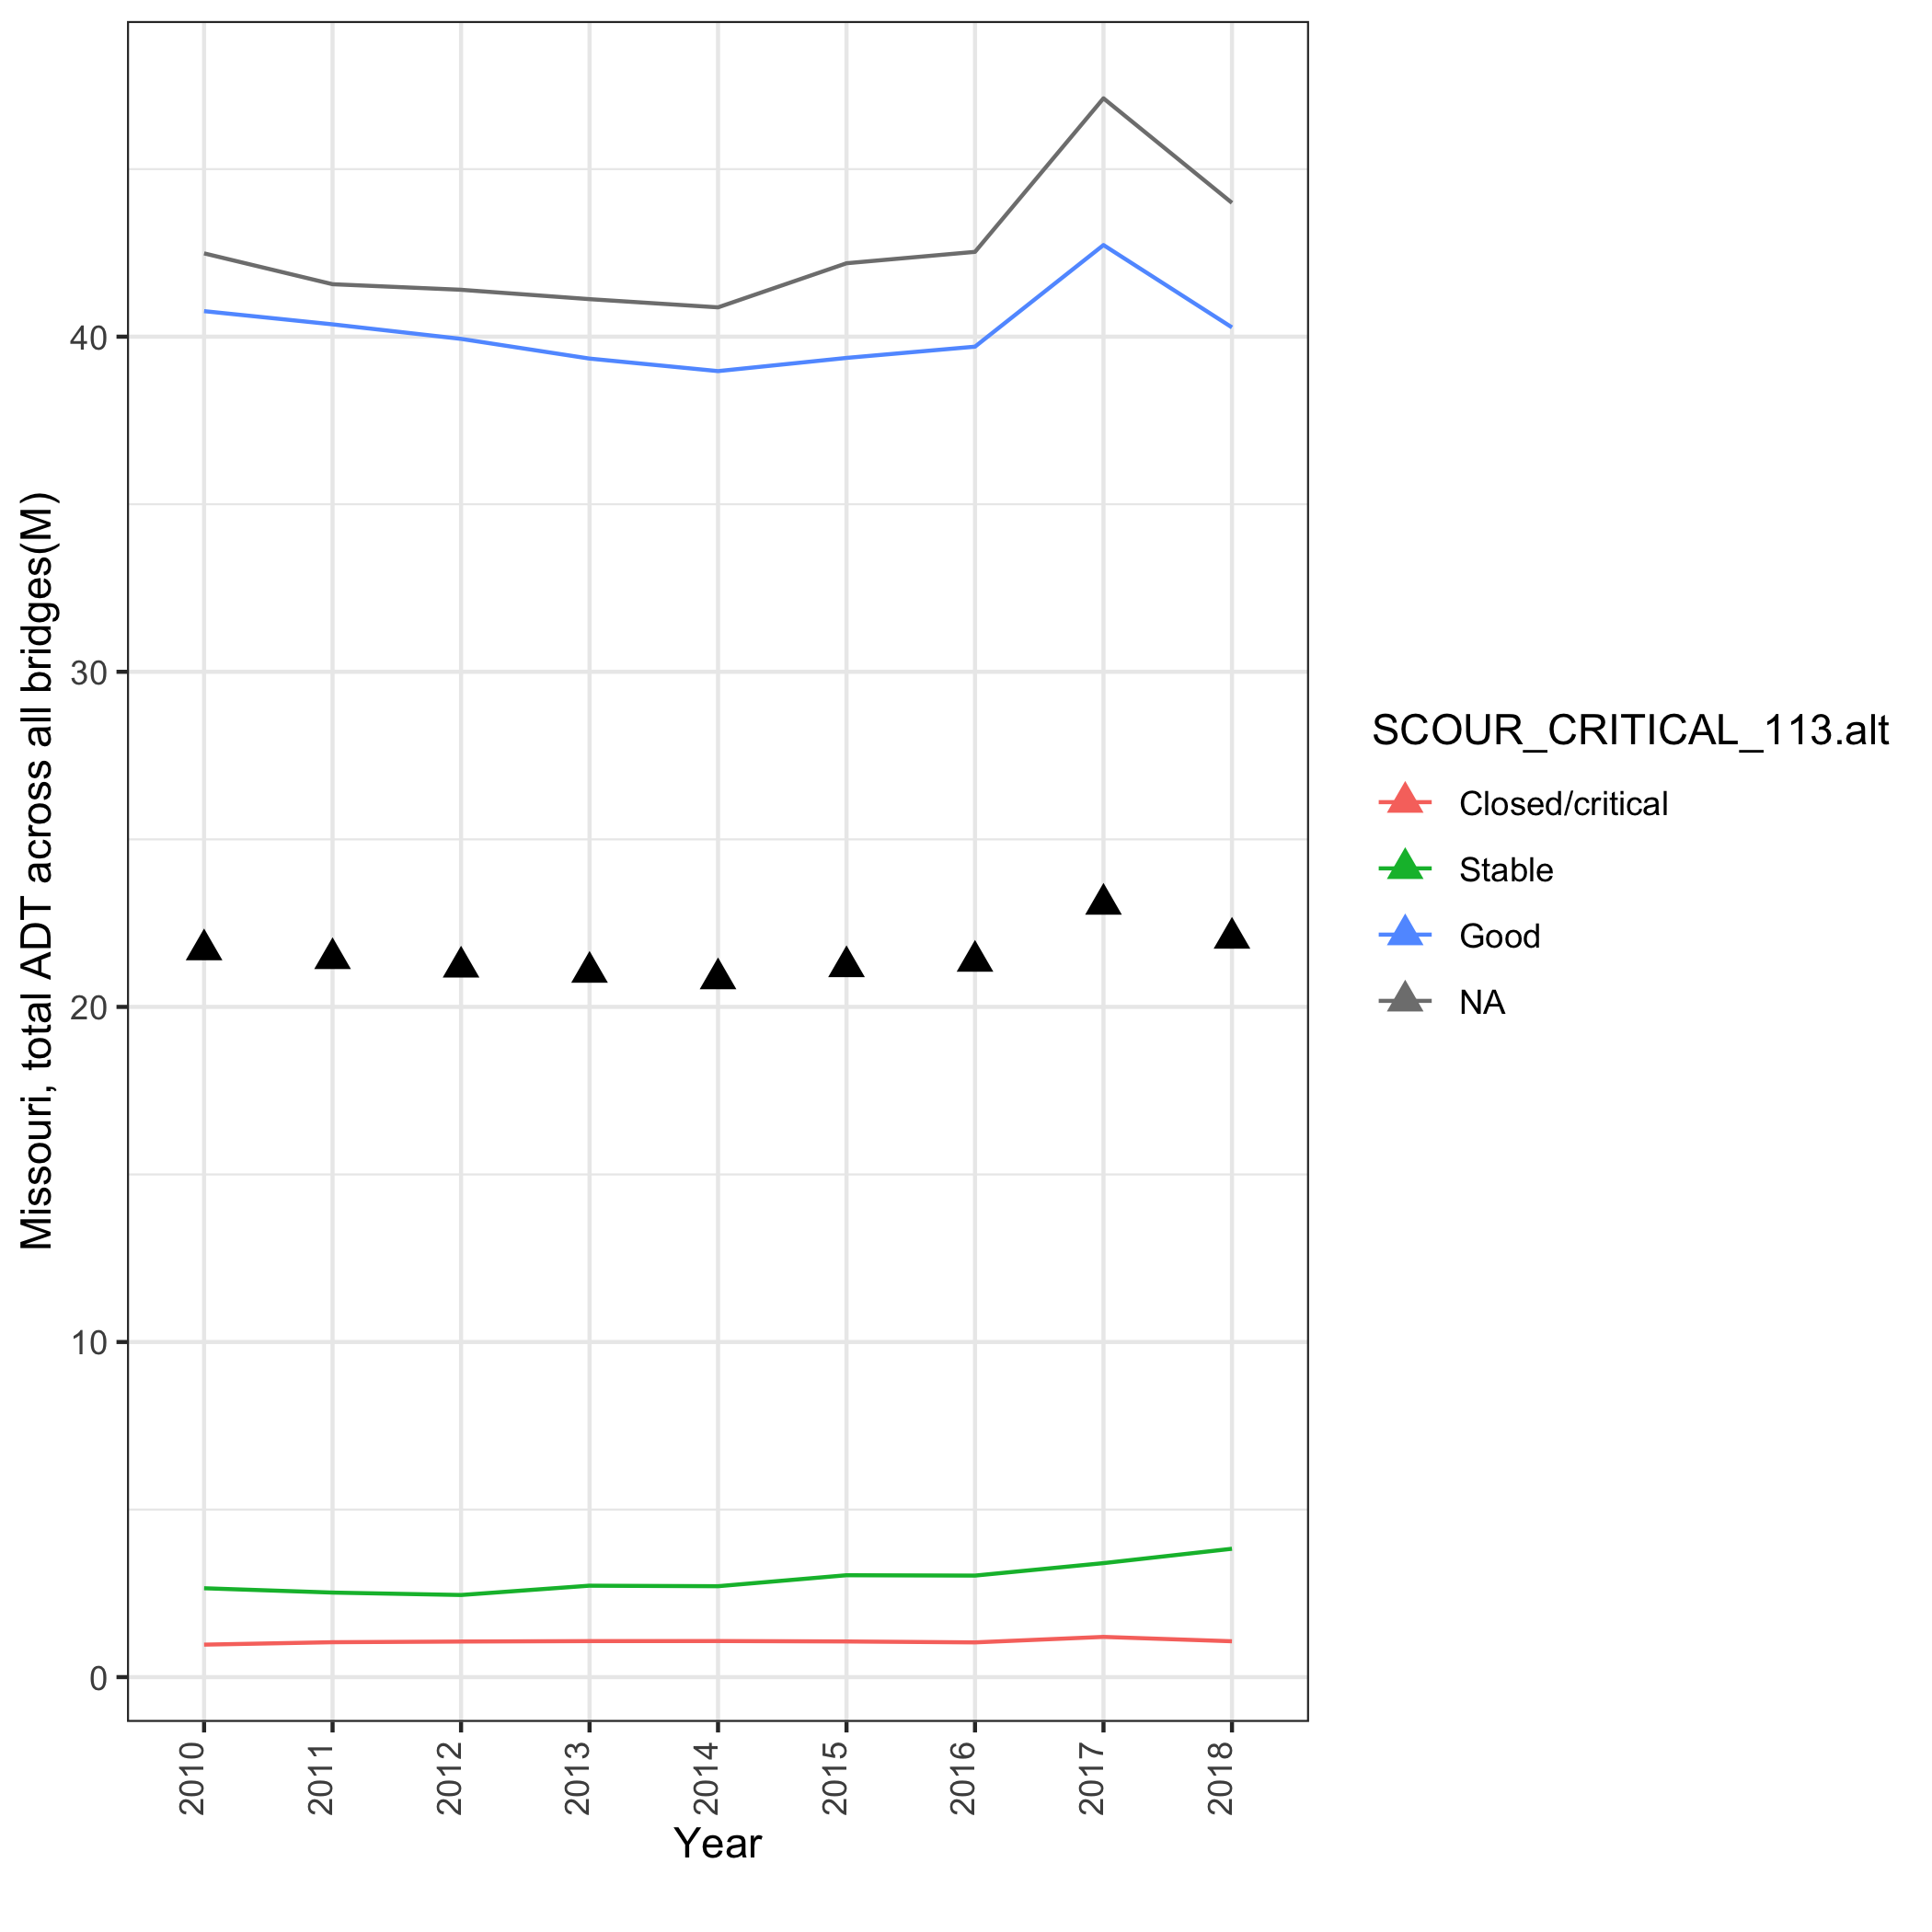 Missouri, total ADT across all bridges(M)
40
30
20
10
0
2010
2011
2012
2013
2014
2015
2016
2017
2018
Year
SCOUR_CRITICAL_113.alt
Closed/critical
Stable
Good
NA